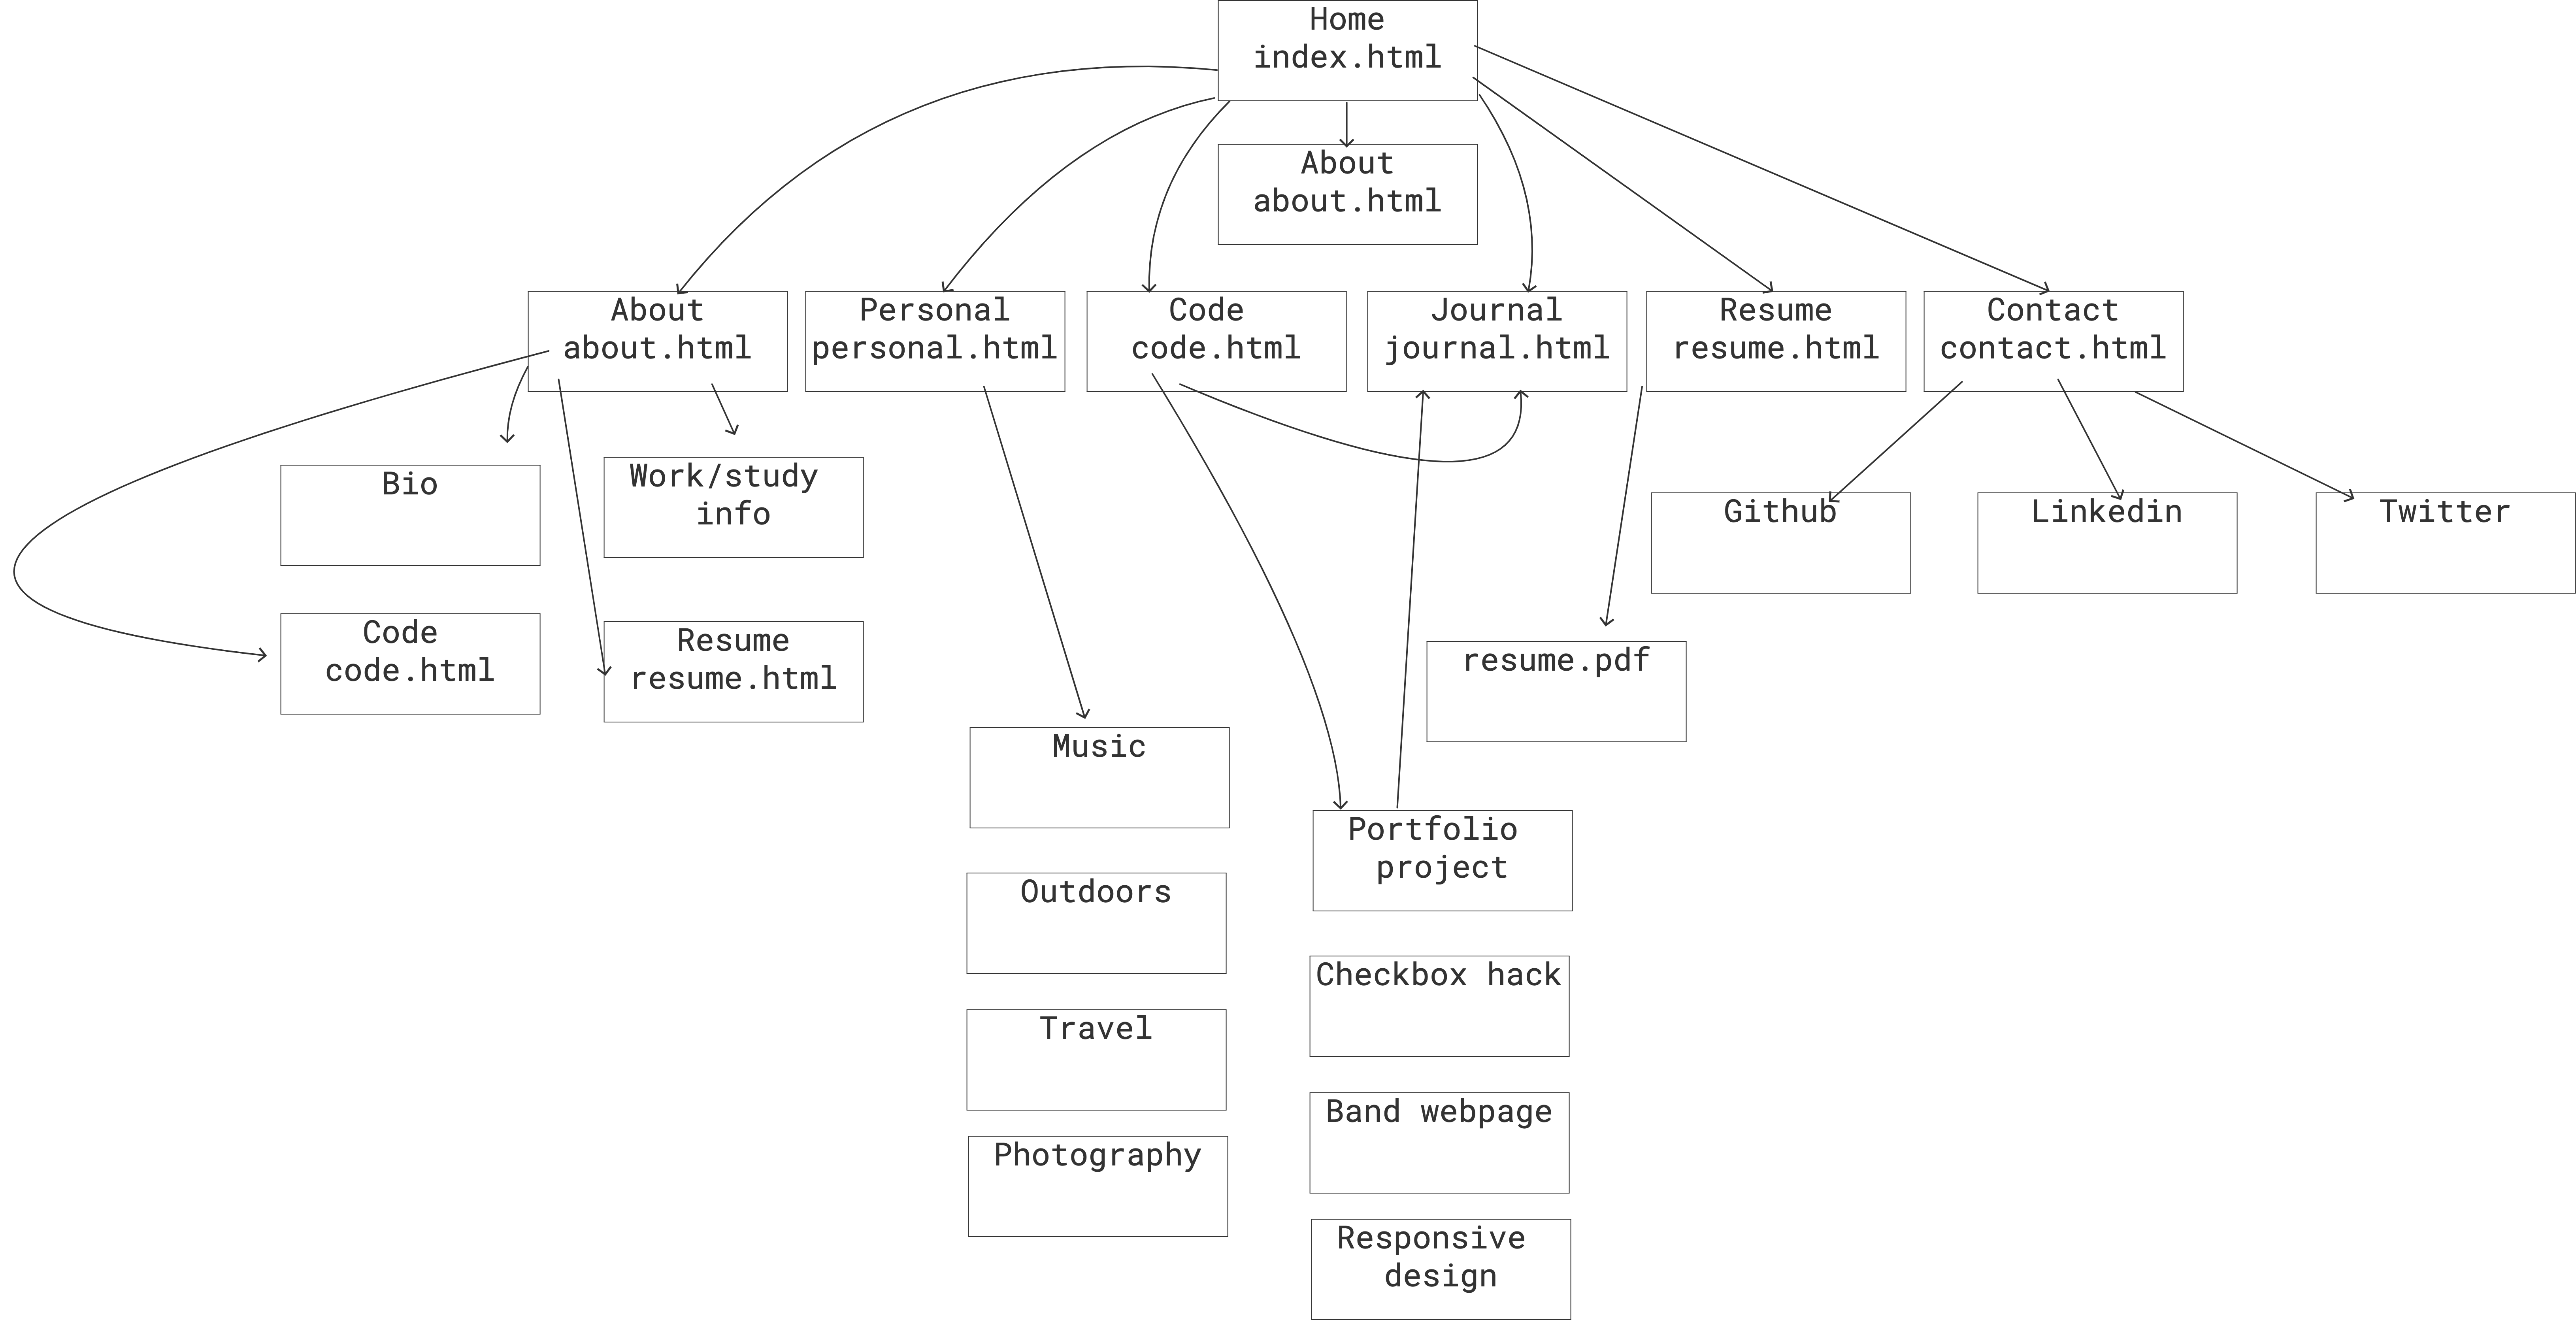 Home
index.html
About
about.html
About
about.html
Personal
personal.html
Code
code.html
Journal
journal.html
Resume
resume.html
Contact
contact.html
Bio
Work/study
info
Github
Linkedin
Twitter
Code
code.html
Resume
resume.html
resume.pdf
Music
Portfolio
project
Outdoors
Checkbox hack
Travel
Band webpage
Photography
Responsive
design